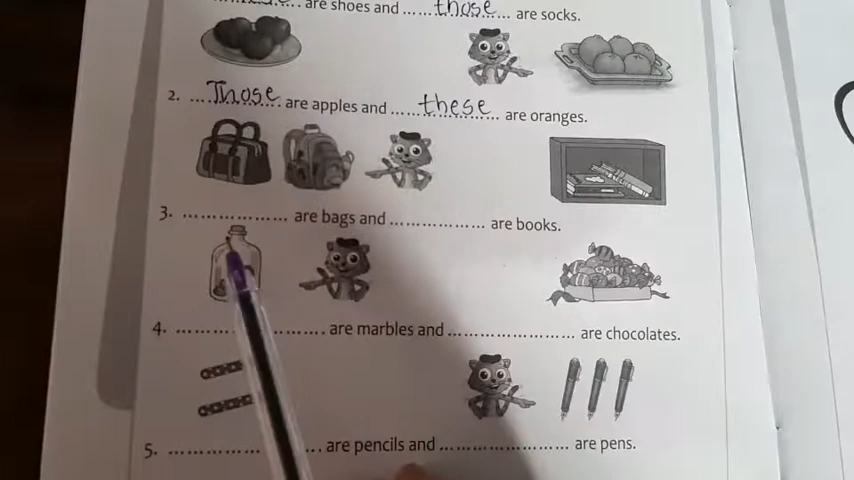 are shoes and .............. those ....... are socks.
2. ....Those.... are apples and .....these..... are oranges.
3. .................. are bags and .................. are books.
4. .................. are marbles and ........................ are chocolates.
5. .................. are pencils and ........................ are pens.